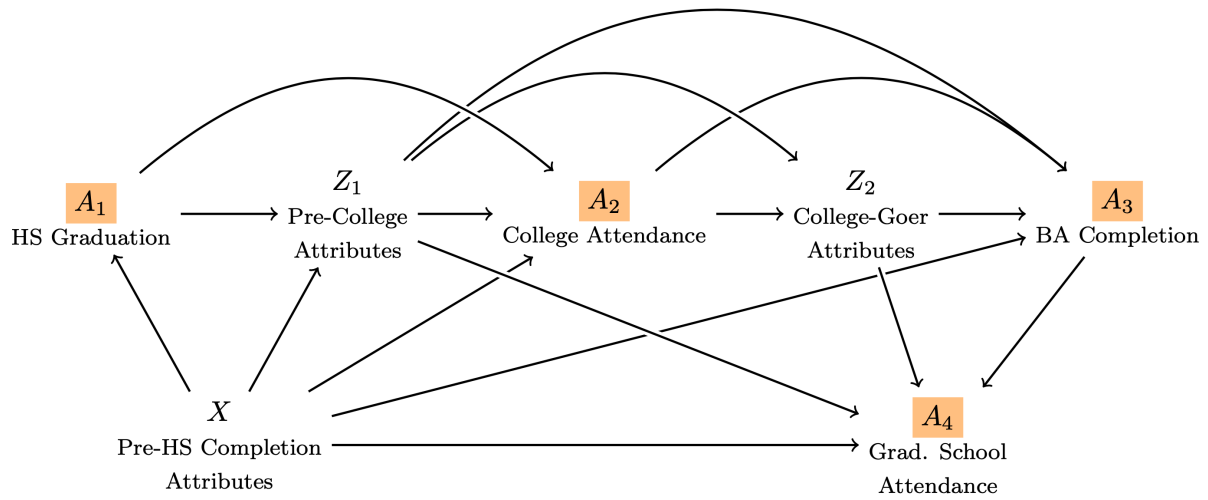 A₁
HS Graduation
Z₁
Pre-College
Attributes
A₂
College Attendance
Z₂
College-Goer
Attributes
A₃
BA Completion
X
Pre-HS Completion
Attributes
A₄
Grad. School
Attendance